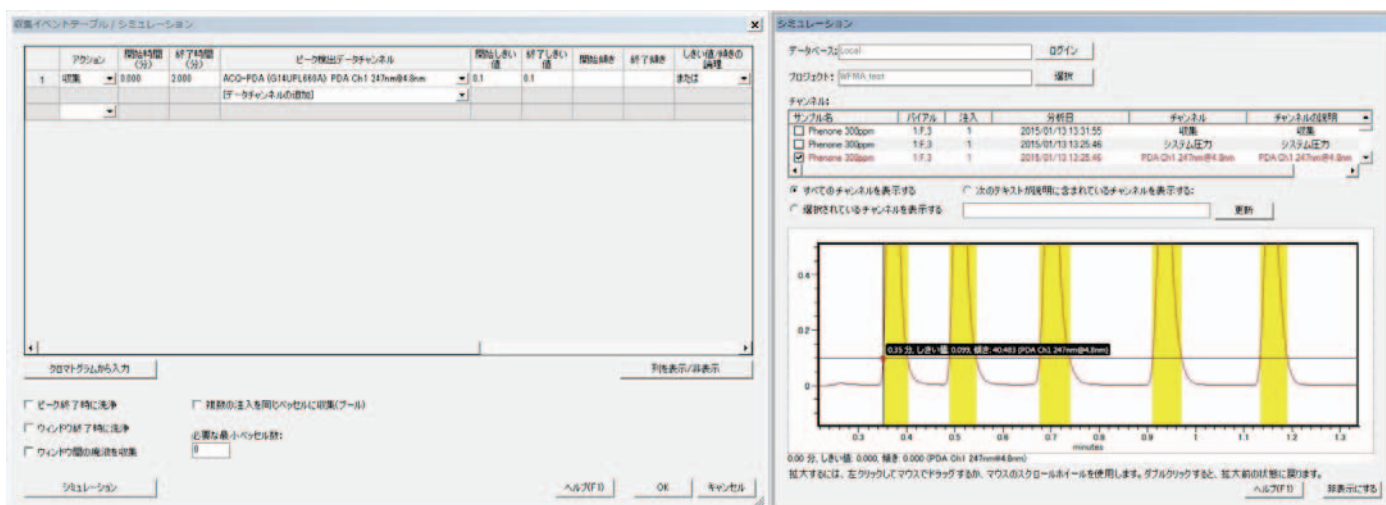 収集イベントテーブル / シミュレーション
アクション 開始時間(分) 終了時間(分) ピーク検出データチャンネル 開始しきい値 終了しきい値 開始傾き 終了傾き しきい値/傾きの論理
1 収集 0.000 2.000 ACQ-PDA (G14UPL660A) PDA Ch1 247nm@4.8nm 0.1 0.1 または
[データチャンネルの追加]
クロマトグラムから入力 列を表示/非表示
ピーク終了時に洗浄 複数の注入を同じベッセルに収集(プール)
ウィンドウ終了時に洗浄
必要な最小ベッセル数:
ウィンドウ間の廃液を収集 0
シミュレーション ヘルプ(F1) OK キャンセル
シミュレーション
データベース: Local ログイン
プロジェクト: WFMA_test 選択
チャンネル:
サンプル名 バイアル 注入 分析日 チャンネル チャンネルの説明
Phenone 300ppm 1:F,3 1 2015/01/13 13:31:55 収集 収集
Phenone 300ppm 1:F,3 1 2015/01/13 13:25:46 システム圧力 システム圧力
Phenone 300ppm 1:F,3 1 2015/01/13 13:25:46 PDA Ch1 247nm@4.8nm PDA Ch1 247nm@4.8nm
すべてのチャンネルを表示する 次のテキストが説明に含まれているチャンネルを表示する:
選択されているチャンネルを表示する 更新
0.4
0.2
0.35 分, しきい値: 0.099, 傾き: 40.483 (PDA Ch1 247nm@4.8nm)
0
0.3 0.4 0.5 0.6 0.7 0.8 0.9 1 1.1 1.2 1.3
minutes
0.00 分, しきい値: 0.000, 傾き: 0.000 (PDA Ch1 247nm@4.8nm)
拡大するには、左クリックしてマウスでドラッグするか、マウスのスクロールホイールを使用します。ダブルクリックすると、拡大前の状態に戻ります。
ヘルプ(F1) 非表示にする